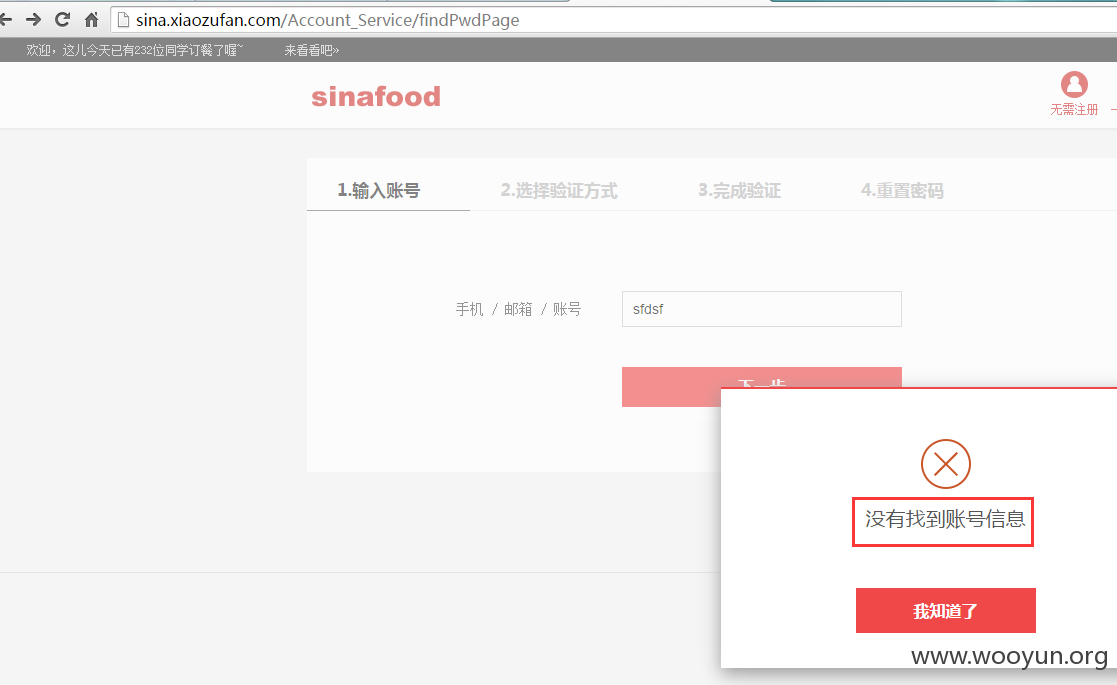 sina.xiaozufan.com/Account_Service/findPwdPage
欢迎，这儿今天已有232位同学订餐了喔~ 来看看吧»
sinafood
无需注册
1.输入账号 2.选择验证方式 3.完成验证 4.重置密码
手机 / 邮箱 / 账号 sfdsf
下一步
没有找到账号信息
我知道了
www.wooyun.org